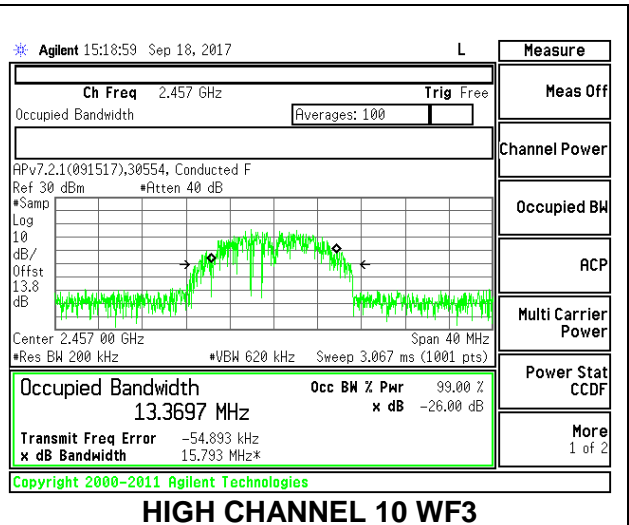 Agilent 15:18:59 Sep 18, 2017 L
Measure
Ch Freq 2.457 GHz Trig Free
Occupied Bandwidth Averages: 100
Meas Off
Channel Power
APv7.2.1(091517),30554, Conducted F
Ref 30 dBm #Atten 40 dB
#Samp
Log
10
dB/
Offst
13.8
dB
Occupied BW
ACP
Multi Carrier
Power
Center 2.457 00 GHz Span 40 MHz
#Res BW 200 kHz #VBW 620 kHz Sweep 3.067 ms (1001 pts)
Power Stat
CCDF
Occupied Bandwidth Occ BW % Pwr 99.00 %
13.3697 MHz x dB -26.00 dB
Transmit Freq Error -54.893 kHz
x dB Bandwidth 15.793 MHz*
More
1 of 2
Copyright 2000-2011 Agilent Technologies
HIGH CHANNEL 10 WF3